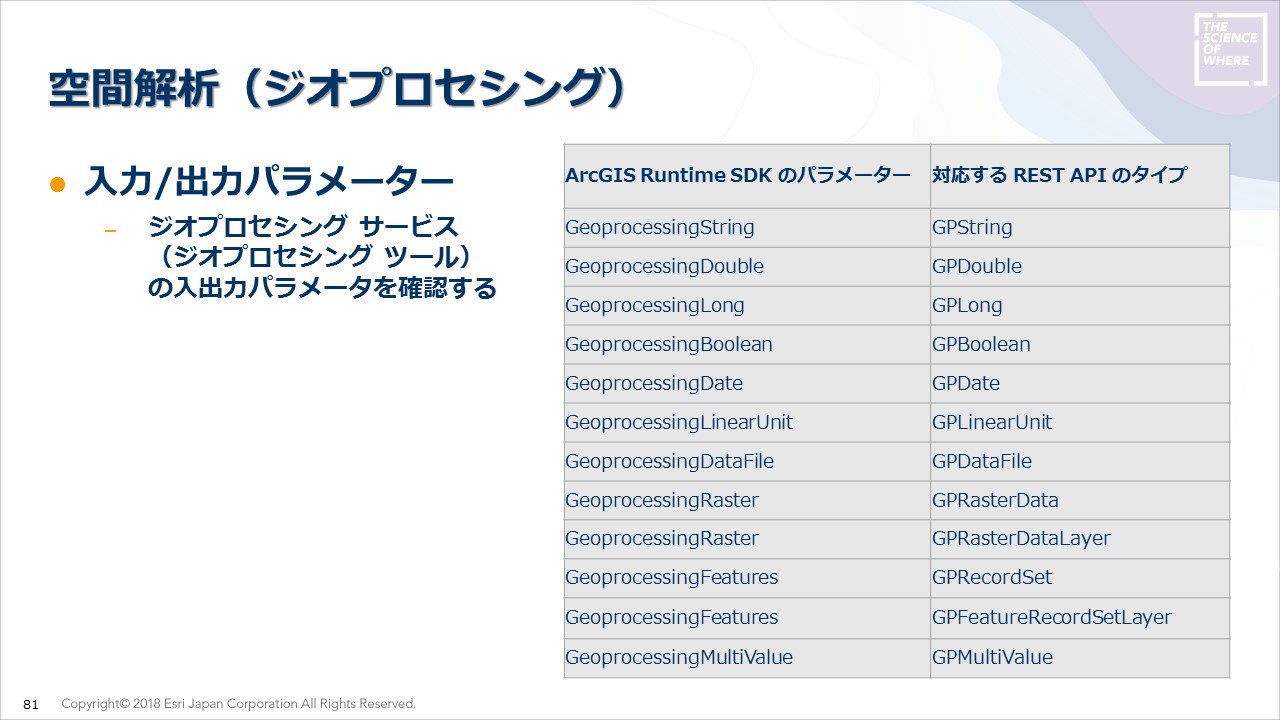 THE
SCIENCE
OF
WHERE
空間解析（ジオプロセシング）
● 入力/出力パラメーター
– ジオプロセシング サービス
（ジオプロセシング ツール）
の入出力パラメータを確認する
ArcGIS Runtime SDK のパラメーター 対応する REST API のタイプ
GeoprocessingString GPString
GeoprocessingDouble GPDouble
GeoprocessingLong GPLong
GeoprocessingBoolean GPBoolean
GeoprocessingDate GPDate
GeoprocessingLinearUnit GPLinearUnit
GeoprocessingDataFile GPDataFile
GeoprocessingRaster GPRasterData
GeoprocessingRaster GPRasterDataLayer
GeoprocessingFeatures GPRecordSet
GeoprocessingFeatures GPFeatureRecordSetLayer
GeoprocessingMultiValue GPMultiValue
81 Copyright© 2018 Esri Japan Corporation All Rights Reserved.